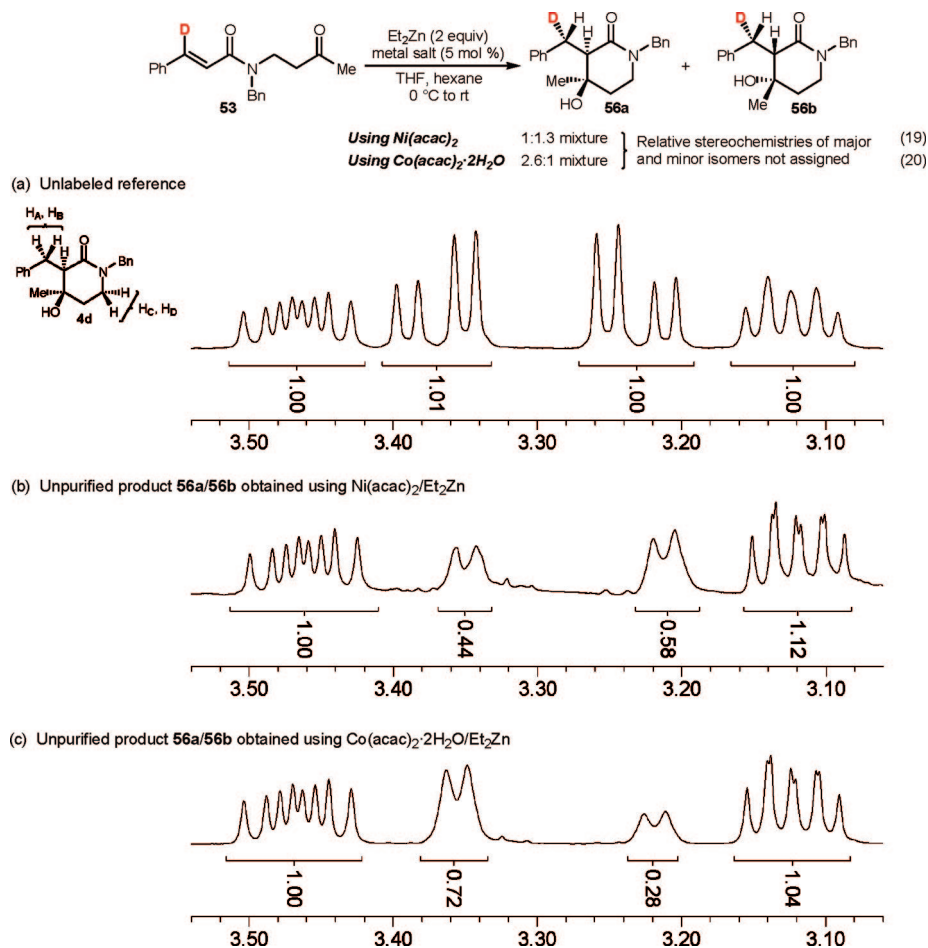 D
O
O
Ph
N
Me
Bn
53
Et2Zn (2 equiv)
metal salt (5 mol %)
THF, hexane
0 °C to rt
D H O
Ph H N Bn
Me
HO
56a
+
D H O
Ph H N Bn
HO
Me
56b
Using Ni(acac)2 1:1.3 mixture
Using Co(acac)2·2H2O 2.6:1 mixture
Relative stereochemistries of major
and minor isomers not assigned
(19)
(20)
(a) Unlabeled reference
HA, HB
H H H O
Ph N Bn
Me H
HO H
4d
HC, HD
1.00 1.01 1.00 1.00
3.50 3.40 3.30 3.20 3.10
(b) Unpurified product 56a/56b obtained using Ni(acac)2/Et2Zn
1.00 0.44 0.58 1.12
3.50 3.40 3.30 3.20 3.10
(c) Unpurified product 56a/56b obtained using Co(acac)2·2H2O/Et2Zn
1.00 0.72 0.28 1.04
3.50 3.40 3.30 3.20 3.10